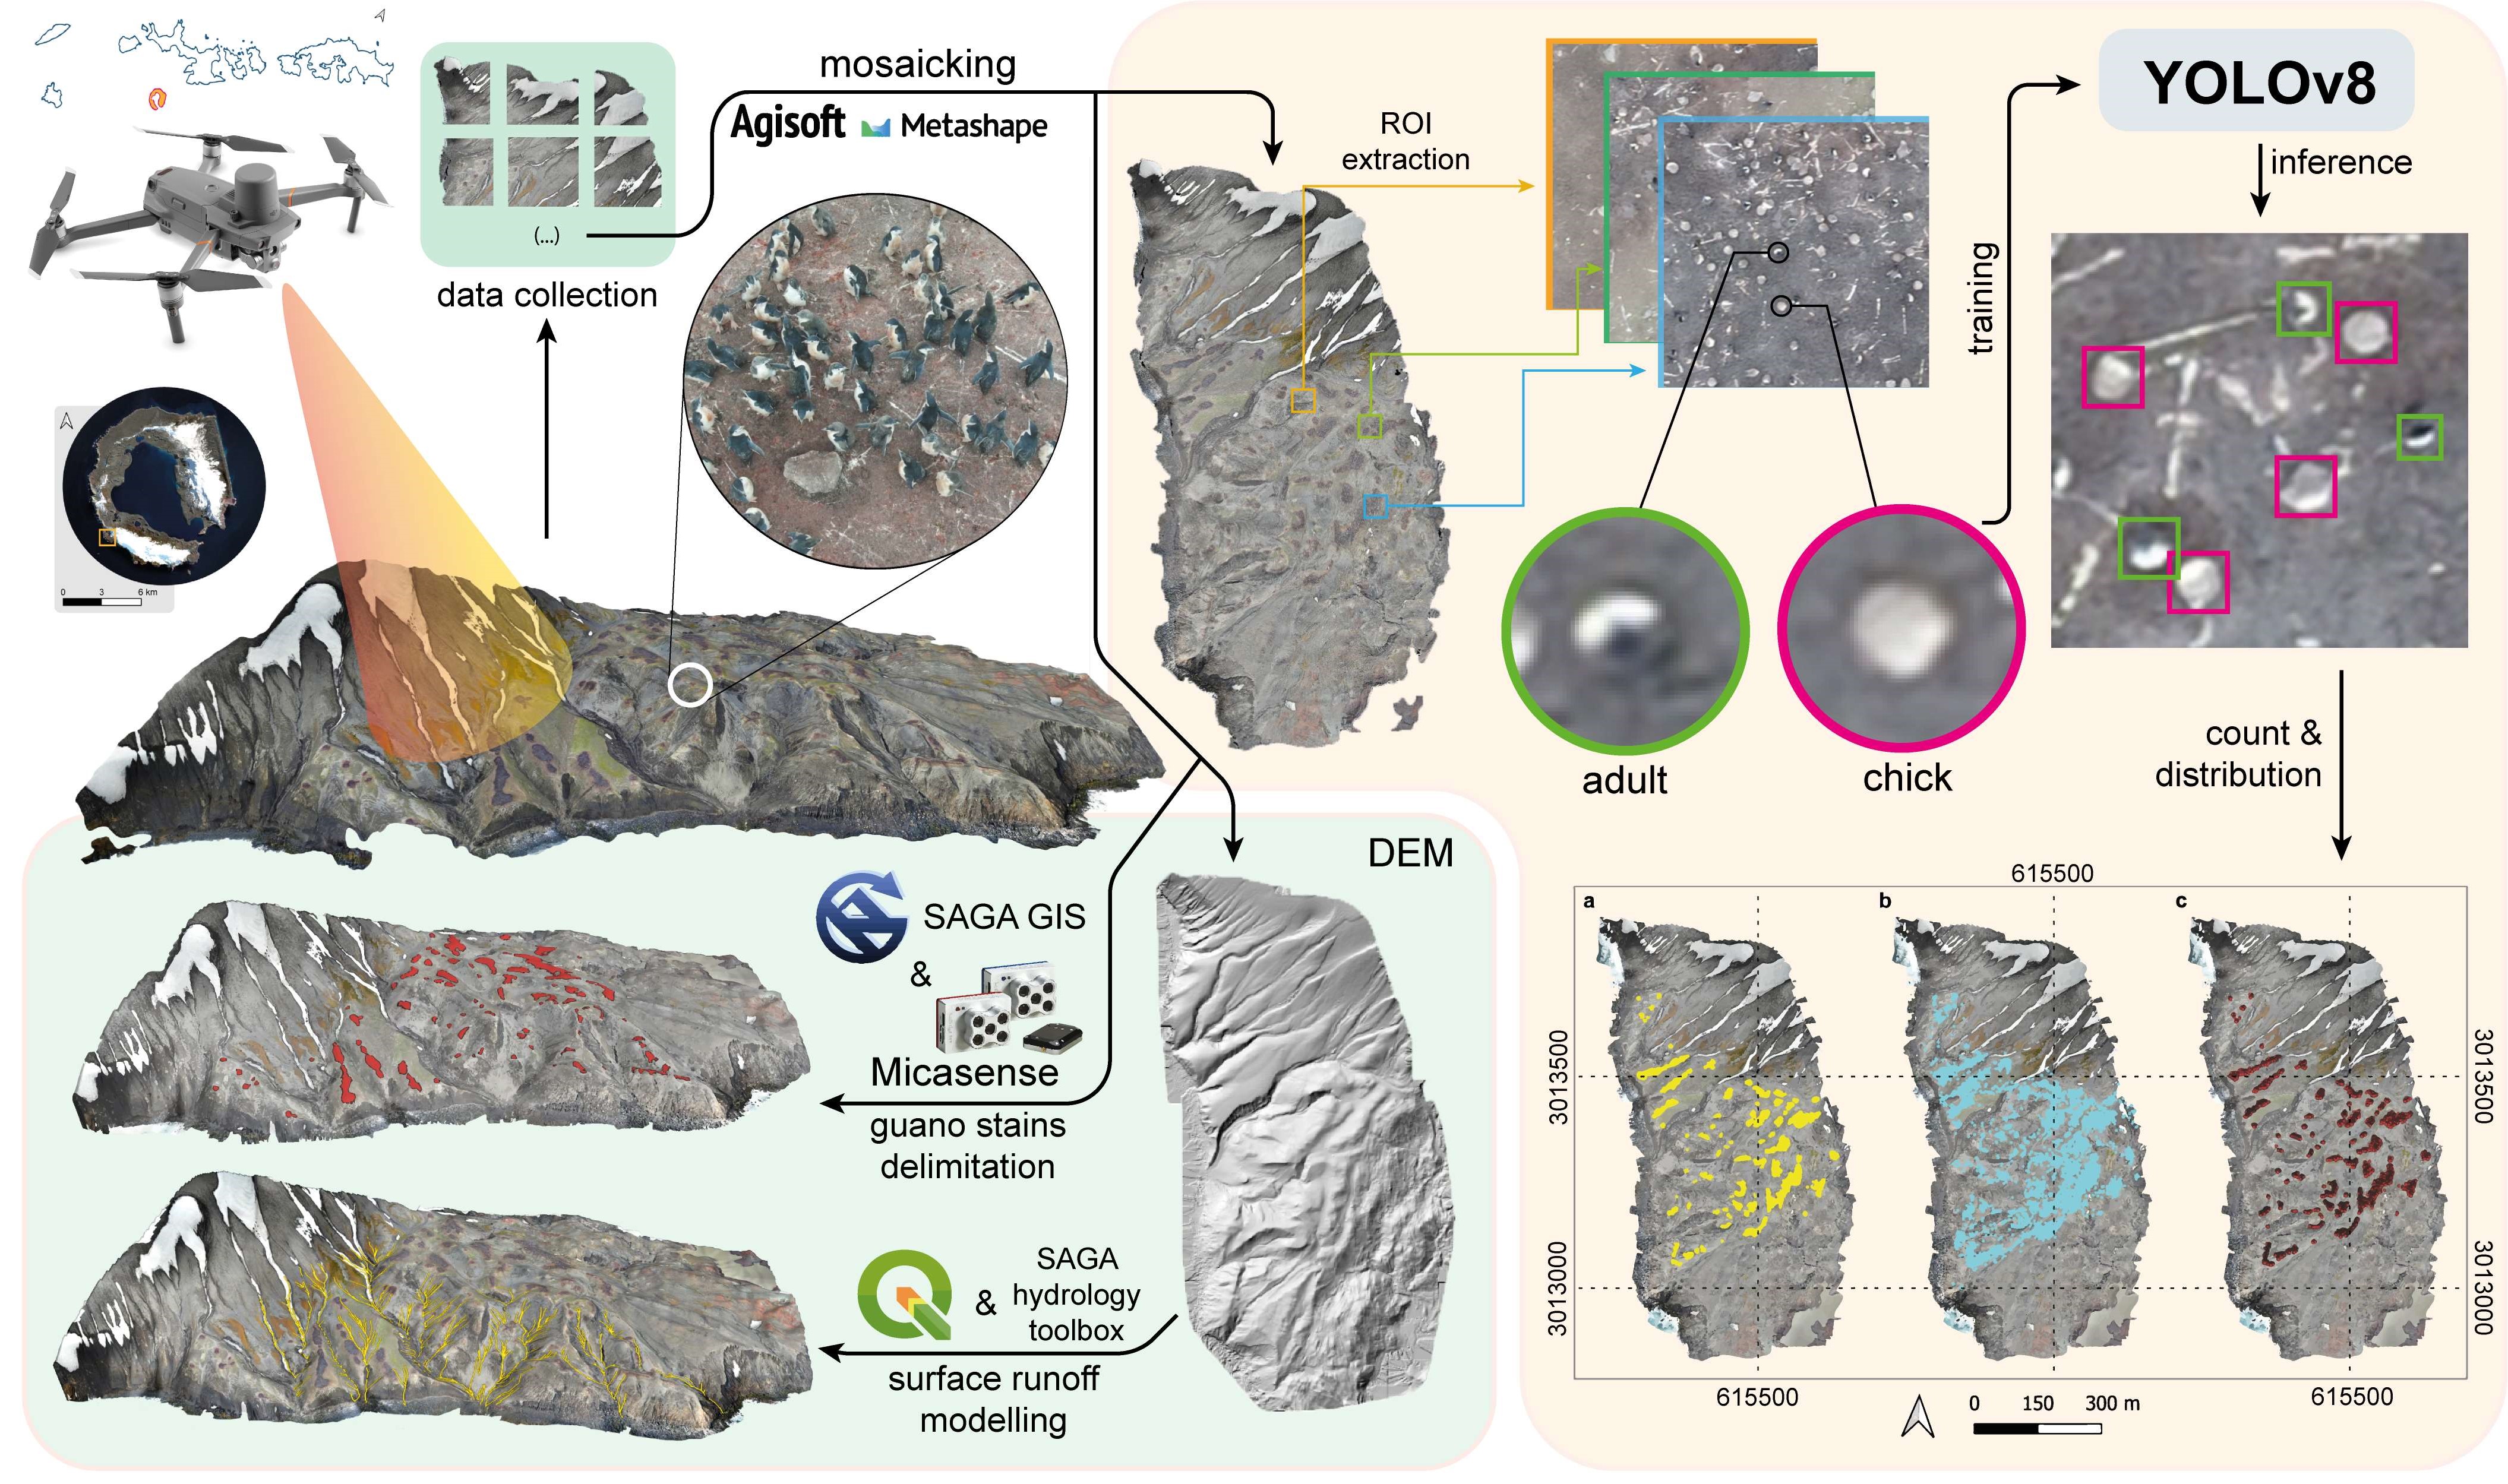 mosaicking
Agisoft Metashape
(...)
data collection
0 3 6 km
ROI
extraction
training
YOLOv8
inference
adult
chick
count &
distribution
DEM
SAGA GIS
&
Micasense
guano stains
delimitation
&
SAGA
hydrology
toolbox
surface runoff
modelling
615500
a
b
c
3013500
3013500
3013000
3013000
615500
615500
0 150 300 m